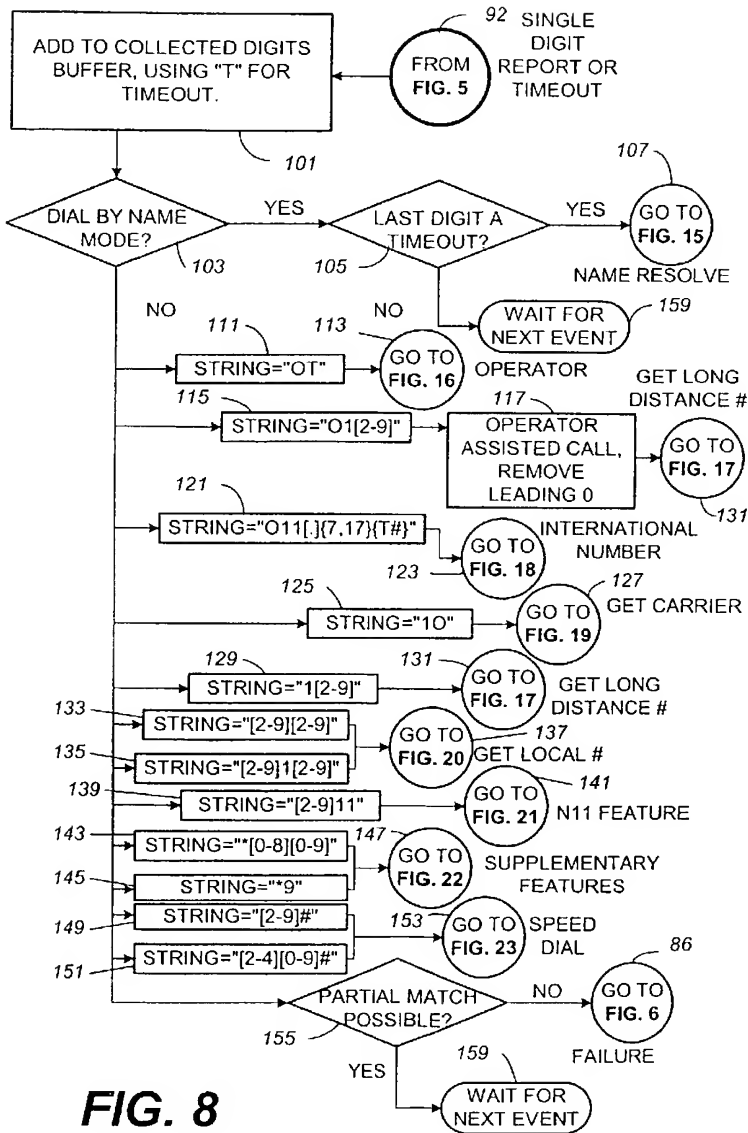 ADD TO COLLECTED DIGITS
BUFFER, USING "T" FOR
TIMEOUT.
101
92
FROM
FIG. 5
SINGLE
DIGIT
REPORT OR
TIMEOUT
DIAL BY NAME
MODE?
103
YES
LAST DIGIT A
TIMEOUT?
105
YES
107
GO TO
FIG. 15
NAME RESOLVE
NO
NO
WAIT FOR
NEXT EVENT
159
111
STRING="OT"
113
GO TO
FIG. 16
OPERATOR
115
STRING="O1[2-9]"
117
OPERATOR
ASSISTED CALL,
REMOVE
LEADING 0
GET LONG
DISTANCE #
GO TO
FIG. 17
131
121
STRING="O11[.]{7,17}{T#}"
INTERNATIONAL
NUMBER
GO TO
FIG. 18
123
125
STRING="1O"
127
GO TO
FIG. 19
GET CARRIER
129
STRING="1[2-9]"
131
GO TO
FIG. 17
GET LONG
DISTANCE #
133
STRING="[2-9][2-9]"
135
STRING="[2-9]1[2-9]"
137
GO TO
FIG. 20
GET LOCAL #
139
STRING="[2-9]11"
141
GO TO
FIG. 21
N11 FEATURE
143
STRING="*[0-8][0-9]"
145
STRING="*9"
147
GO TO
FIG. 22
SUPPLEMENTARY
FEATURES
149
STRING="[2-9]#"
151
STRING="[2-4][0-9]#"
153
GO TO
FIG. 23
SPEED
DIAL
PARTIAL MATCH
POSSIBLE?
155
NO
86
GO TO
FIG. 6
FAILURE
YES
159
WAIT FOR
NEXT EVENT
FIG. 8